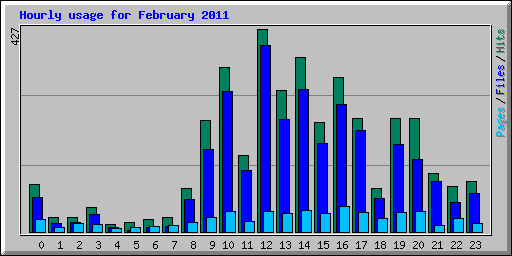 Hourly usage for February 2011
427
Pages / Files / Hits
0 1 2 3 4 5 6 7 8 9 10 11 12 13 14 15 16 17 18 19 20 21 22 23